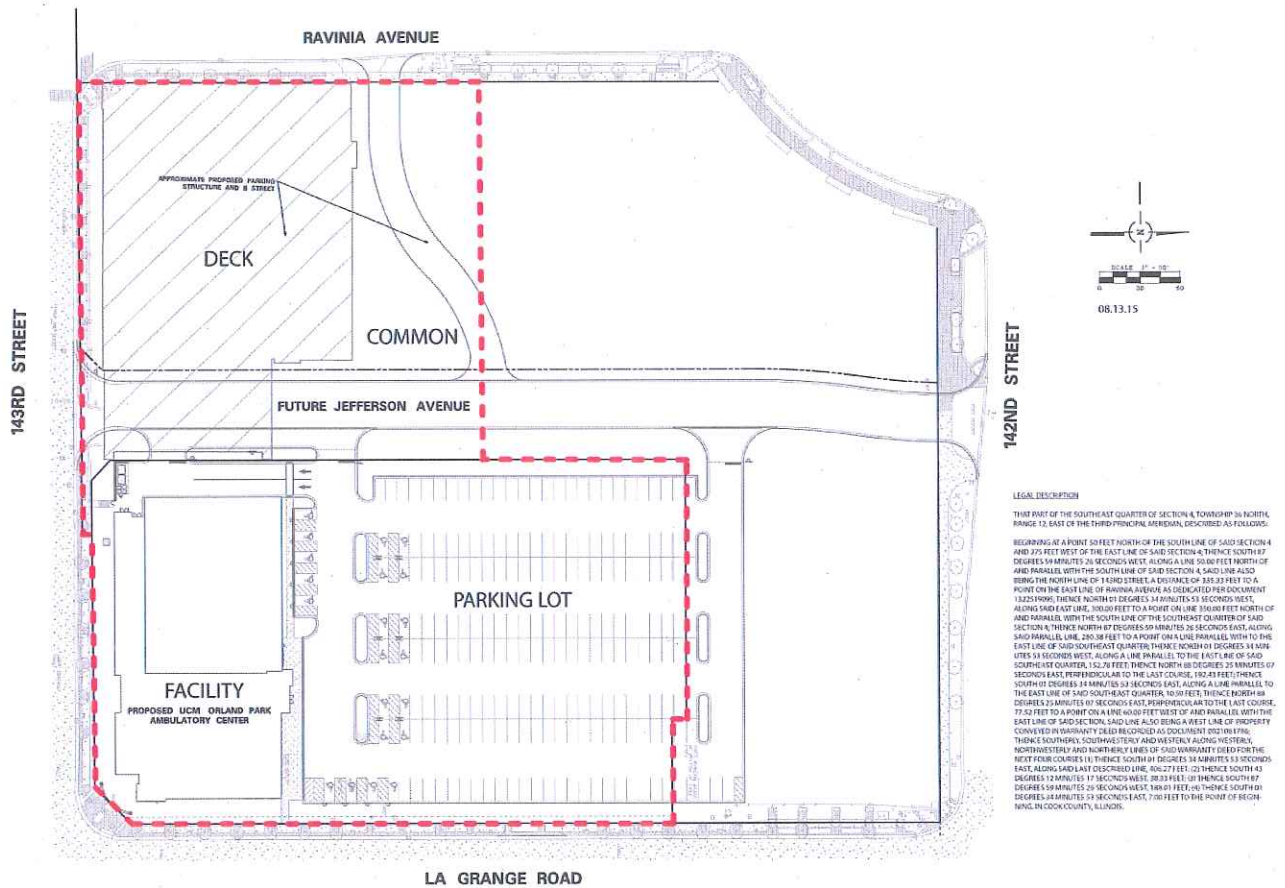 RAVINIA AVENUE
APPROXIMATE PROPOSED PARKING
STRUCTURE AND B STREET
DECK
COMMON
143RD STREET
FUTURE JEFFERSON AVENUE
142ND STREET
N
SCALE 1" =
08.13.15
PARKING LOT
FACILITY
PROPOSED UCM ORLAND PARK
AMBULATORY CENTER
LA GRANGE ROAD
LEGAL DESCRIPTION
THAT PART OF THE SOUTHEAST QUARTER OF SECTION 4, TOWNSHIP 36 NORTH,
RANGE 12, EAST OF THE THIRD PRINCIPAL MERIDIAN, DESCRIBED AS FOLLOWS:
BEGINNING AT A POINT 50 FEET NORTH OF THE SOUTH LINE OF SAID SECTION 4
AND 275 FEET WEST OF THE EAST LINE OF SAID SECTION 4; THENCE SOUTH 87
DEGREES 59 MINUTES 26 SECONDS WEST, ALONG A LINE 50.00 FEET NORTH OF
AND PARALLEL WITH THE SOUTH LINE OF SAID SECTION 4, SAID LINE ALSO
BEING THE NORTH LINE OF 143RD STREET, A DISTANCE OF 335.33 FEET TO A
POINT ON THE EAST LINE OF RAVINIA AVENUE AS DEDICATED PER DOCUMENT
THENCE NORTH 01 DEGREES 34 MINUTES 53 SECONDS WEST,
ALONG SAID EAST LINE, 300.00 FEET TO A POINT ON LINE 350.00 FEET NORTH OF
AND PARALLEL WITH THE SOUTH LINE OF THE SOUTHEAST QUARTER OF SAID
SECTION 4; THENCE NORTH 87 DEGREES 59 MINUTES 26 SECONDS EAST, ALONG
SAID PARALLEL LINE, 280.38 FEET TO A POINT ON A LINE PARALLEL WITH TO THE
EAST LINE OF SAID SOUTHEAST QUARTER; THENCE NORTH 01 DEGREES 34 MIN-
UTES 53 SECONDS WEST, ALONG A LINE PARALLEL TO THE EAST LINE OF SAID
SOUTHEAST QUARTER, 152.78 FEET; THENCE NORTH 88 DEGREES 25 MINUTES 07
SECONDS EAST, PERPENDICULAR TO THE LAST COURSE, 192.43 FEET; THENCE
SOUTH 01 DEGREES 34 MINUTES 53 SECONDS EAST, ALONG A LINE PARALLEL TO
THE EAST LINE OF SAID SOUTHEAST QUARTER, 10.50 FEET; THENCE NORTH 88
DEGREES 25 MINUTES 07 SECONDS EAST, PERPENDICULAR TO THE LAST COURSE,
77.52 FEET TO A POINT ON A LINE 60.00 FEET WEST OF AND PARALLEL WITH THE
EAST LINE OF SAID SECTION, SAID LINE ALSO BEING A WEST LINE OF PROPERTY
CONVEYED IN WARRANTY DEED RECORDED AS DOCUMENT
THENCE SOUTHERLY, SOUTHWESTERLY AND WESTERLY ALONG WESTERLY,
NORTHWESTERLY AND NORTHERLY LINES OF SAID WARRANTY DEED FOR THE
NEXT FOUR COURSES (1) THENCE SOUTH 01 DEGREES 34 MINUTES 53 SECONDS
EAST, ALONG SAID LAST DESCRIBED LINE, 406.27 FEET; (2) THENCE SOUTH 43
DEGREES 12 MINUTES 17 SECONDS WEST, 38.33 FEET; (3) THENCE SOUTH 87
DEGREES 59 MINUTES 26 SECONDS WEST, 188.01 FEET; (4) THENCE SOUTH 01
DEGREES 34 MINUTES 53 SECONDS EAST, 7.00 FEET TO THE POINT OF BEGIN-
NING, IN COOK COUNTY, ILLINOIS.